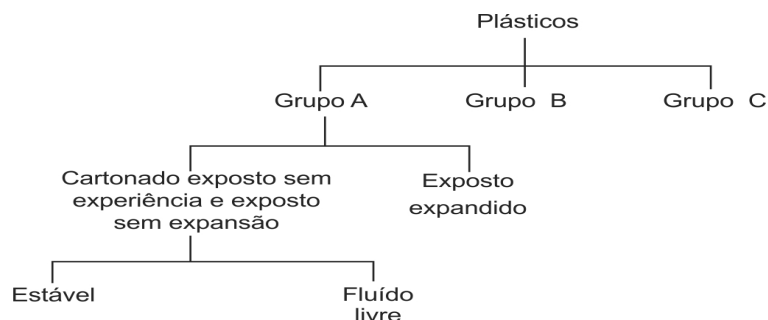 Plásticos
Grupo A
Grupo B
Grupo C
Cartonado exposto sem
experiência e exposto
sem expansão
Exposto
expandido
Estável
Fluído
livre